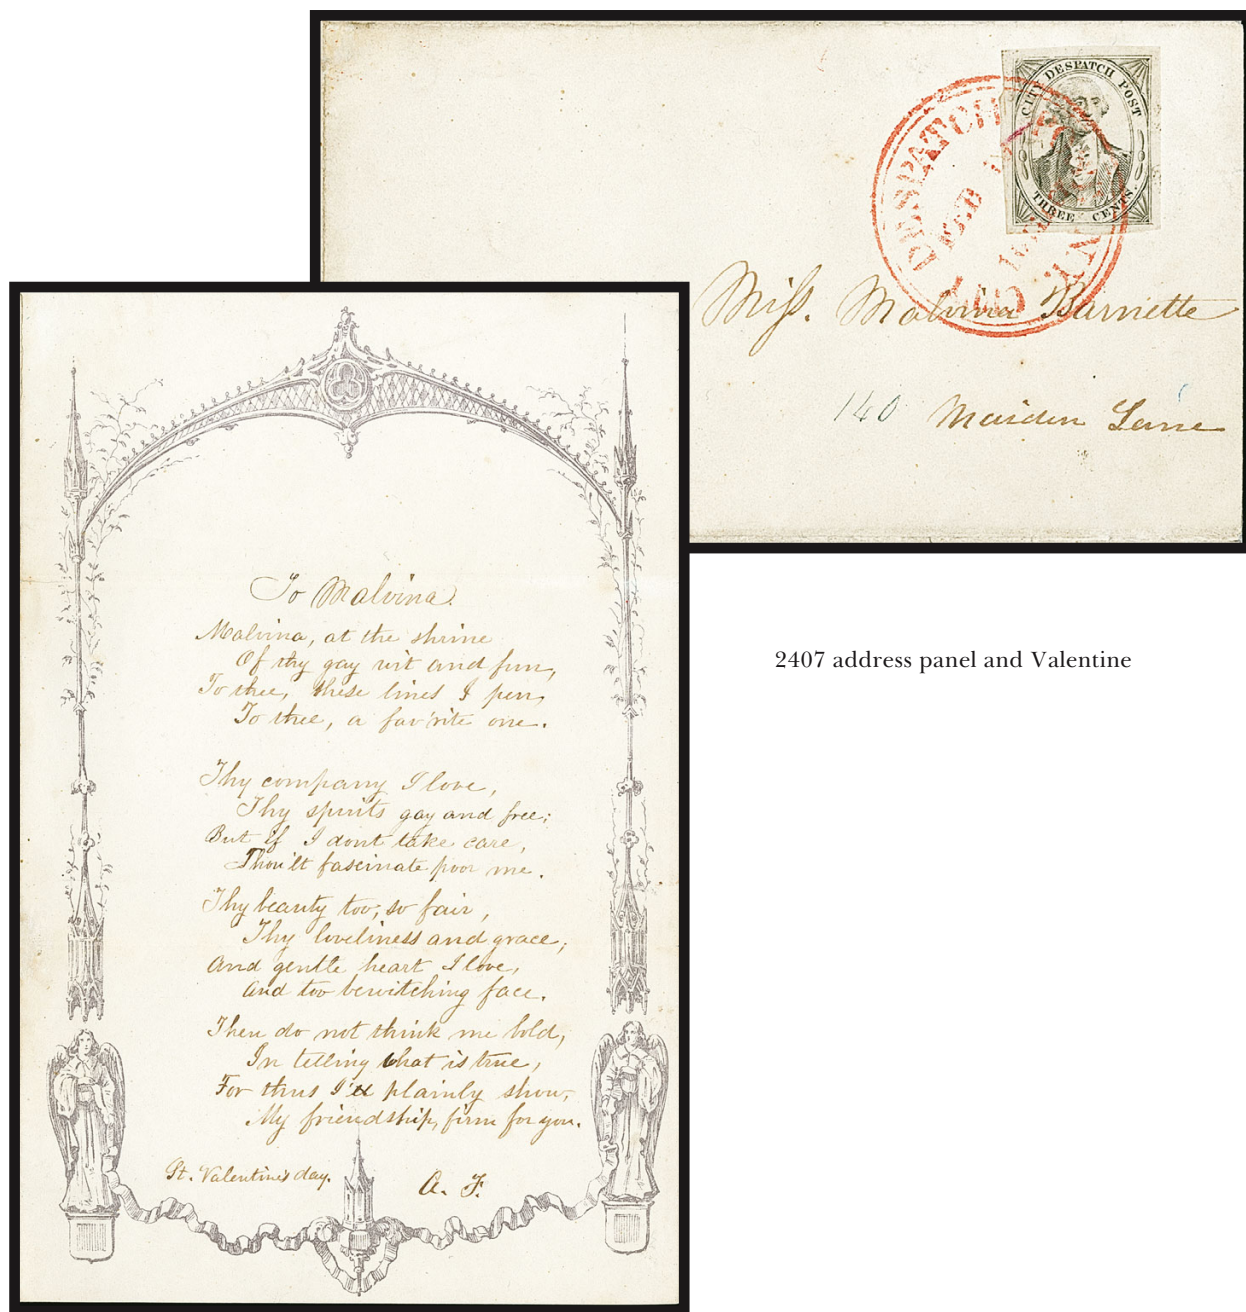 CITY DESPATCH POST
THREE CENTS.
CITY DESPATCH N.Y.
FEB
Miss. Malvina Burnette
140 Maiden Lane
To Malvina.
Malvina, at the shrine
Of thy gay wit and fun,
To thee, these lines I pen,
To thee, a fav'rite one.
Thy company I love,
Thy spirits gay and free;
But if I dont take care,
Thou'lt fascinate poor me.
Thy beauty too, so fair,
Thy loveliness and grace,
And gentle heart I love,
And too bewitching face.
Then do not think me bold,
In telling what is true,
For thus I'll plainly show,
My friendship, firm for you.
St. Valentine's day.
A. F.
2407 address panel and Valentine